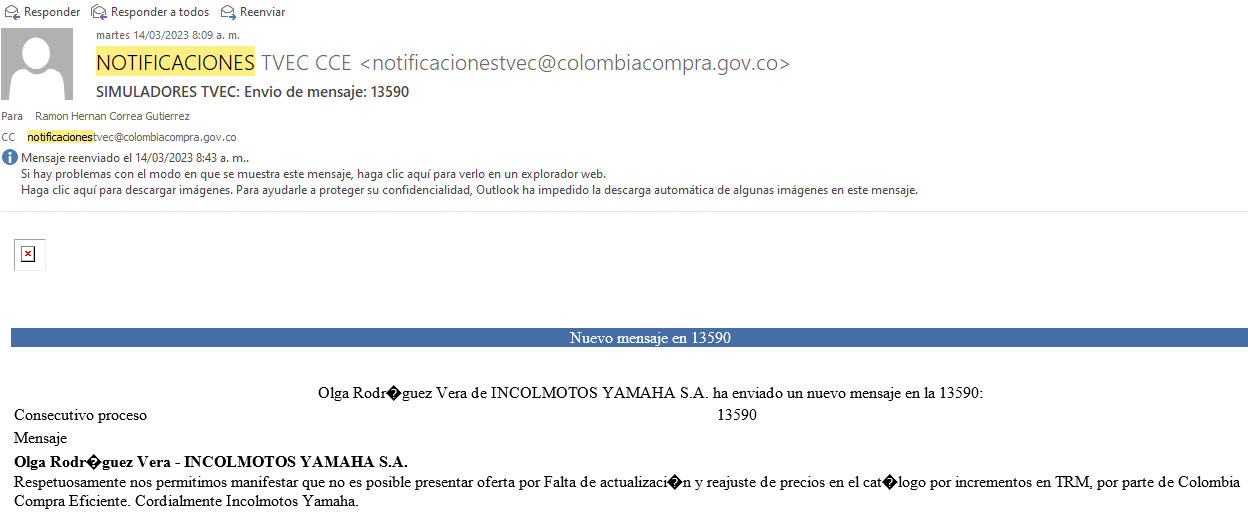 Responder Responder a todos Reenviar
martes 14/03/2023 8:09 a. m.
NOTIFICACIONES TVEC CCE <notificacionestvec@colombiacompra.gov.co>
SIMULADORES TVEC: Envio de mensaje: 13590
Para Ramon Hernan Correa Gutierrez
CC notificacionestvec@colombiacompra.gov.co
Mensaje reenviado el 14/03/2023 8:43 a. m..
Si hay problemas con el modo en que se muestra este mensaje, haga clic aquí para verlo en un explorador web.
Haga clic aquí para descargar imágenes. Para ayudarle a proteger su confidencialidad, Outlook ha impedido la descarga automática de algunas imágenes en este mensaje.
Nuevo mensaje en 13590
Olga Rodr�guez Vera de INCOLMOTOS YAMAHA S.A. ha enviado un nuevo mensaje en la 13590:
Consecutivo proceso 13590
Mensaje
Olga Rodr�guez Vera - INCOLMOTOS YAMAHA S.A.
Respetuosamente nos permitimos manifestar que no es posible presentar oferta por Falta de actualizaci�n y reajuste de precios en el cat�logo por incrementos en TRM, por parte de Colombia
Compra Eficiente. Cordialmente Incolmotos Yamaha.